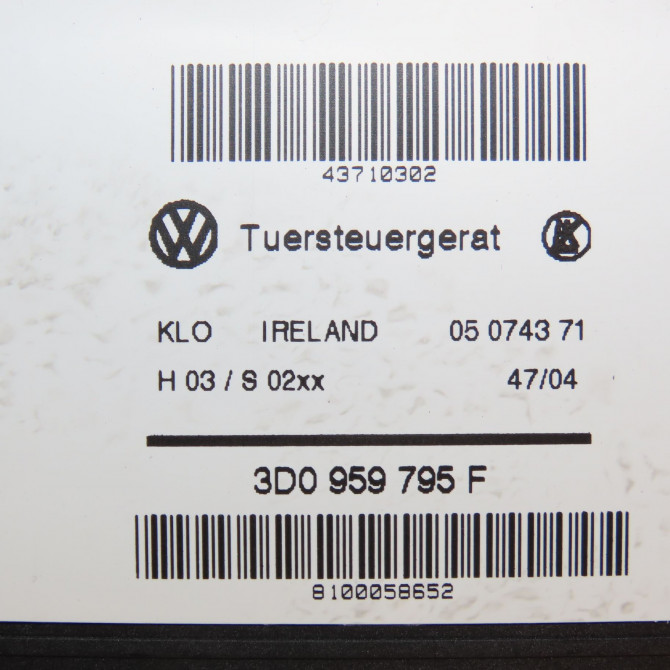 43710302
Tuersteuergerat
KLO IRELAND 05 0743 71
H 03 / S 02xx 47/04
3D0 959 795 F
8100058652